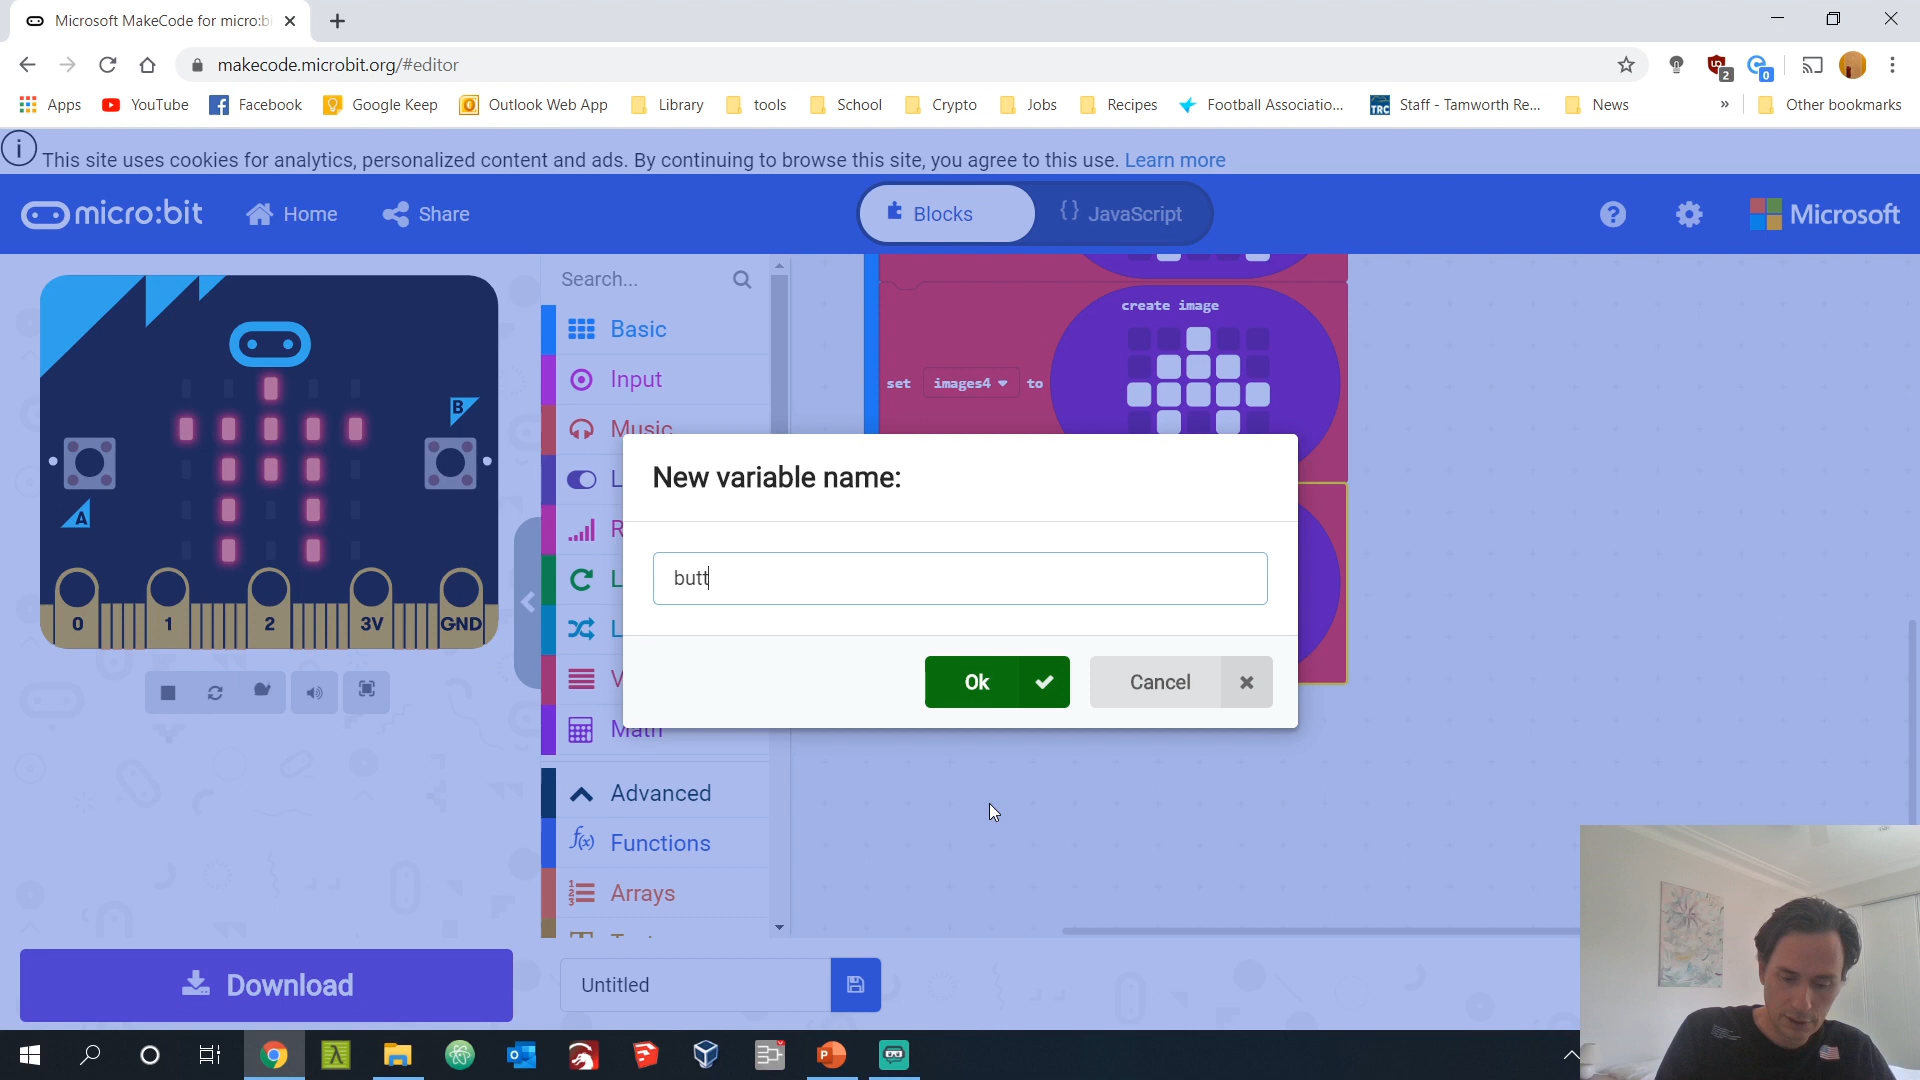 Microsoft MakeCode for micro:bi
makecode.microbit.org/#editor
2
0
Apps
YouTube
Facebook
Google Keep
Outlook Web App
Library
tools
School
Crypto
Jobs
Recipes
Football Associatio...
TRC
Staff - Tamworth Re...
News
»
Other bookmarks
This site uses cookies for analytics, personalized content and ads. By continuing to browse this site, you agree to this use. Learn more
micro:bit
Home
Share
Blocks
{} JavaScript
Microsoft
Search...
Basic
Input
Music
L
R
L
L
V
Math
Advanced
Functions
Arrays
create image
set images4 to
B
A
0
1
2
3V
GND
New variable name:
butt
Ok
Cancel
Download
Untitled